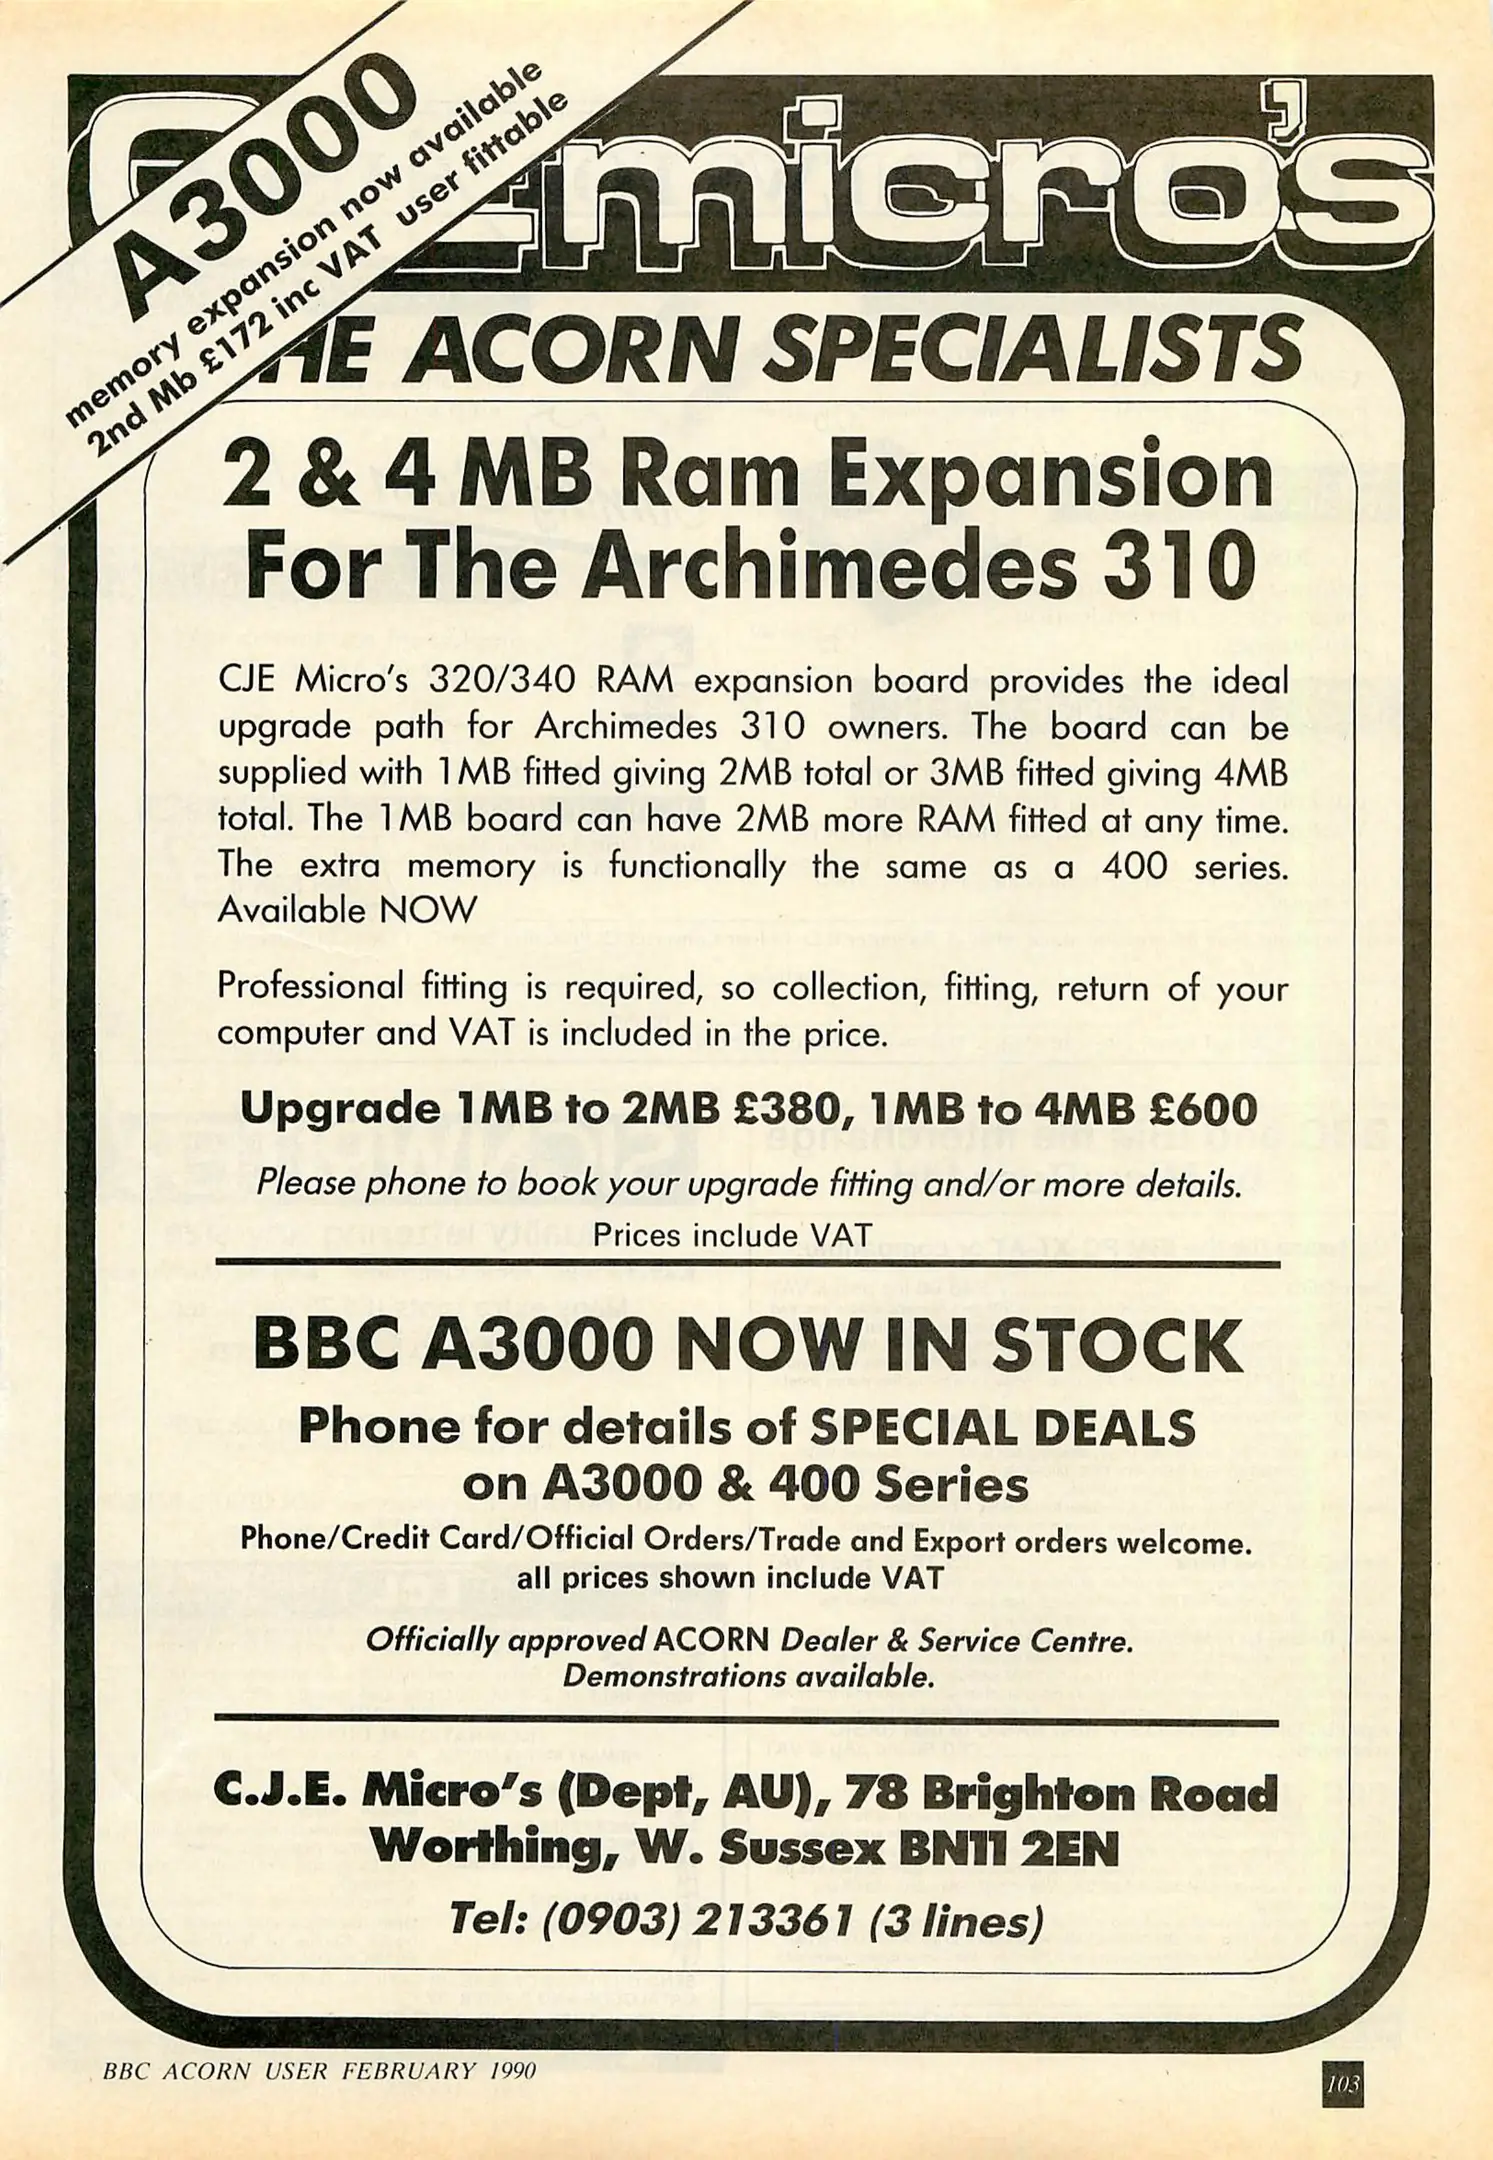 A3000
memory expansion now available
2nd Mb £172 inc VAT user fittable
micro's
THE ACORN SPECIALISTS
2 & 4 MB Ram Expansion
For The Archimedes 310
CJE Micro's 320/340 RAM expansion board provides the ideal
upgrade path for Archimedes 310 owners. The board can be
supplied with 1MB fitted giving 2MB total or 3MB fitted giving 4MB
total. The 1MB board can have 2MB more RAM fitted at any time.
The extra memory is functionally the same as a 400 series.
Available NOW
Professional fitting is required, so collection, fitting, return of your
computer and VAT is included in the price.
Upgrade 1MB to 2MB £380, 1MB to 4MB £600
Please phone to book your upgrade fitting and/or more details.
Prices include VAT
BBC A3000 NOW IN STOCK
Phone for details of SPECIAL DEALS
on A3000 & 400 Series
Phone/Credit Card/Official Orders/Trade and Export orders welcome.
all prices shown include VAT
Officially approved ACORN Dealer & Service Centre.
Demonstrations available.
C.J.E. Micro's (Dept, AU), 78 Brighton Road
Worthing, W. Sussex BN11 2EN
Tel: (0903) 213361 (3 lines)
BBC ACORN USER FEBRUARY 1990
103